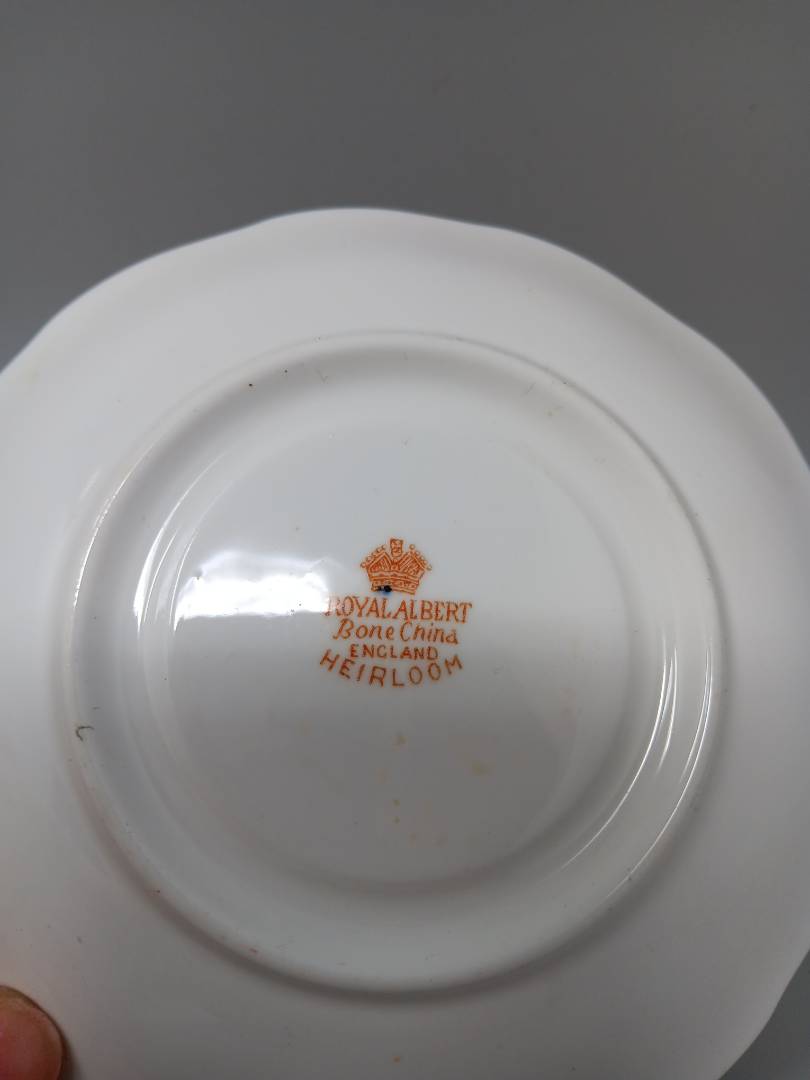 ROYAL ALBERT
Bone China
ENGLAND
HEIRLOOM